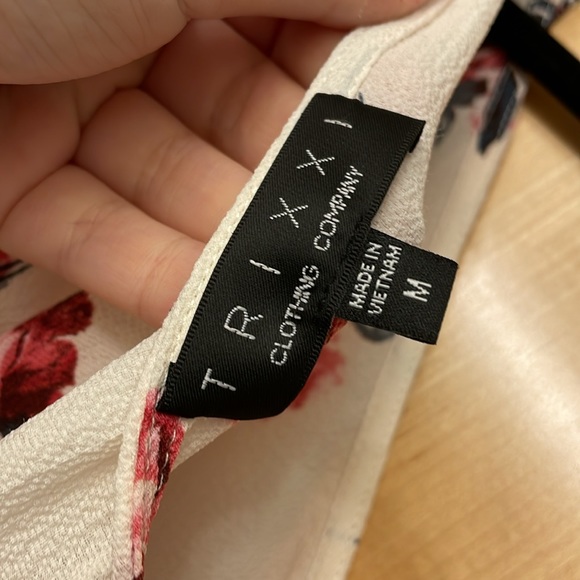 TRIXXI
CLOTHING COMPANY
MADE IN
VIETNAM
M